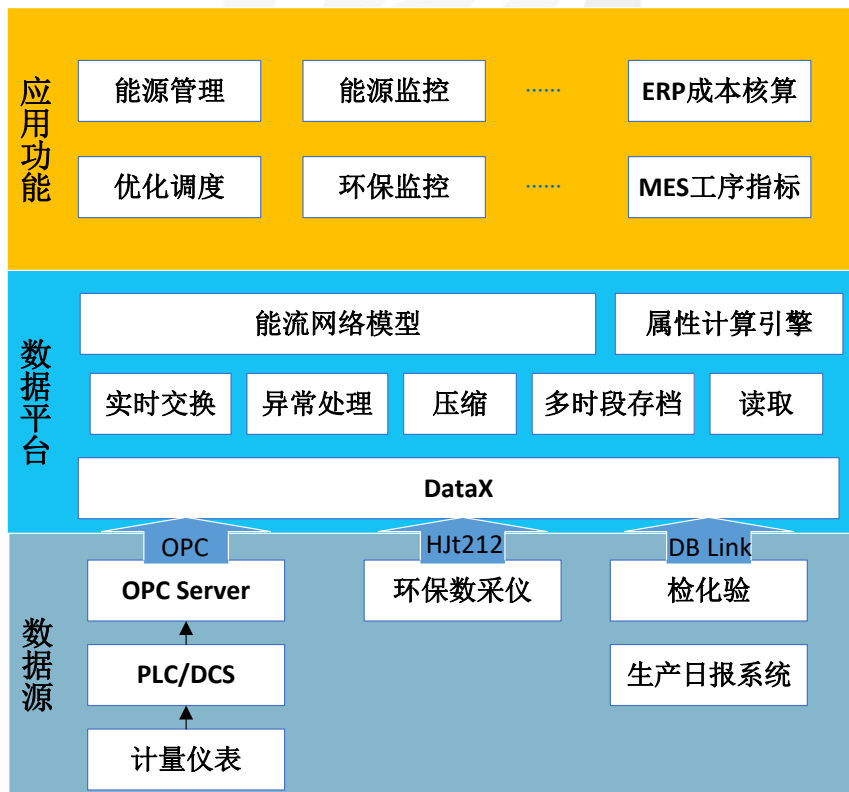 应用功能
能源管理
能源监控
······
ERP成本核算
优化调度
环保监控
······
MES工序指标
数据平台
能流网络模型
属性计算引擎
实时交换
异常处理
压缩
多时段存档
读取
DataX
数据源
OPC
HJt212
DB Link
OPC Server
环保数采仪
检化验
PLC/DCS
生产日报系统
计量仪表